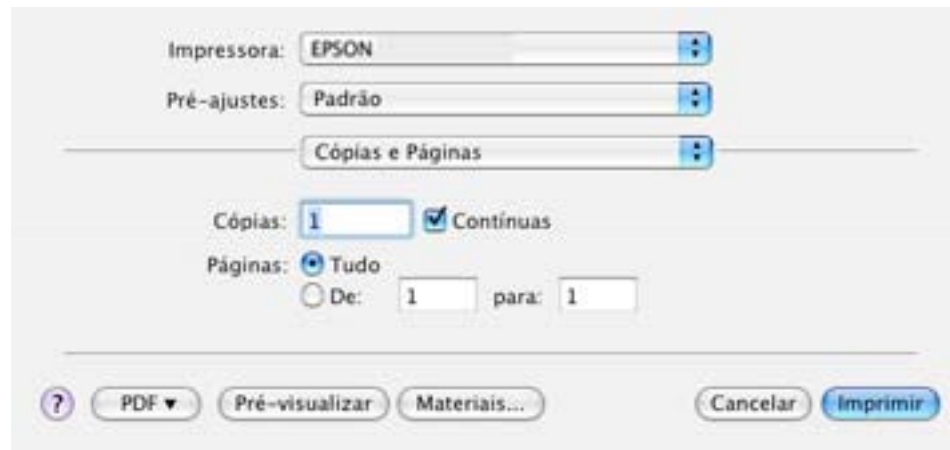 Impressora: EPSON
Pré-ajustes: Padrão
Cópias e Páginas
Cópias: 1 Contínuas
Páginas: Tudo
De: 1 para: 1
? PDF ▼ Pré-visualizar Materiais... Cancelar Imprimir